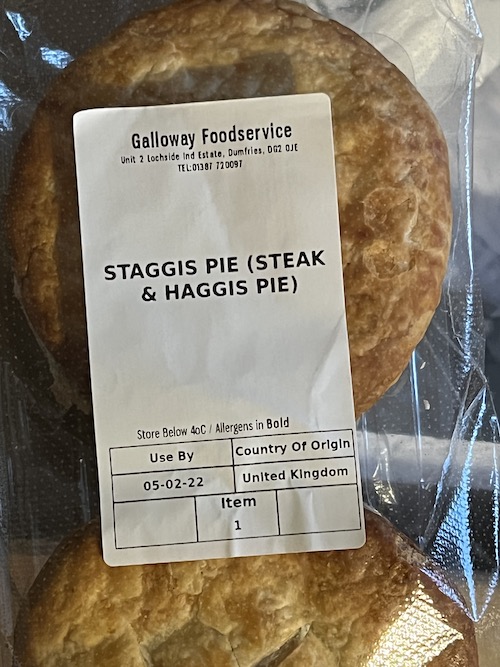 Galloway Foodservice
Unit 2 Lochside Ind Estate, Dumfries, DG2 0JE
TEL:01387 720097
STAGGIS PIE (STEAK
& HAGGIS PIE)
Store Below 4oC / Allergens in Bold
Use By
Country Of Origin
05-02-22
United Kingdom
Item
1